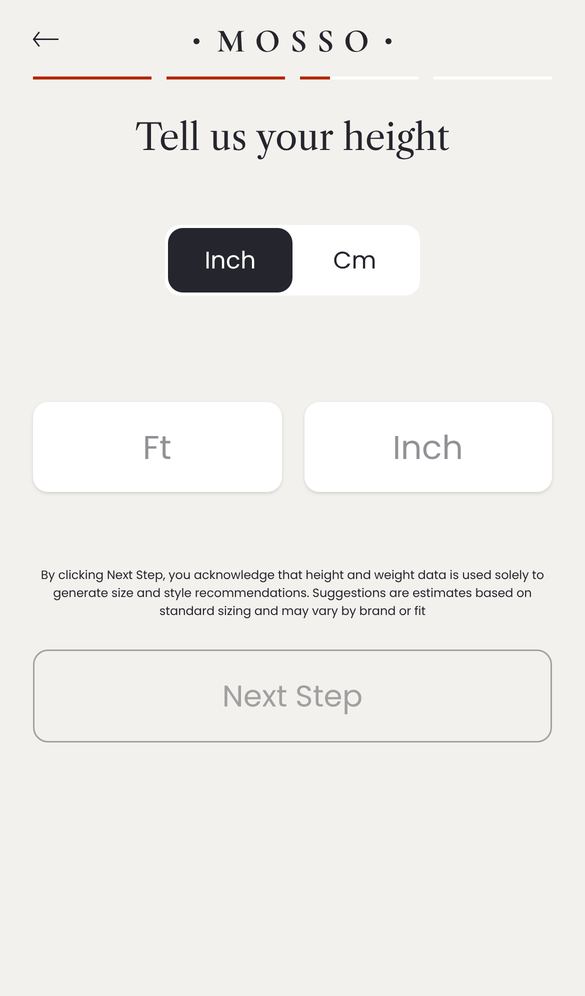 • MOSSO •
Tell us your height
Inch Cm
Ft Inch
By clicking Next Step, you acknowledge that height and weight data is used solely to
generate size and style recommendations. Suggestions are estimates based on
standard sizing and may vary by brand or fit
Next Step